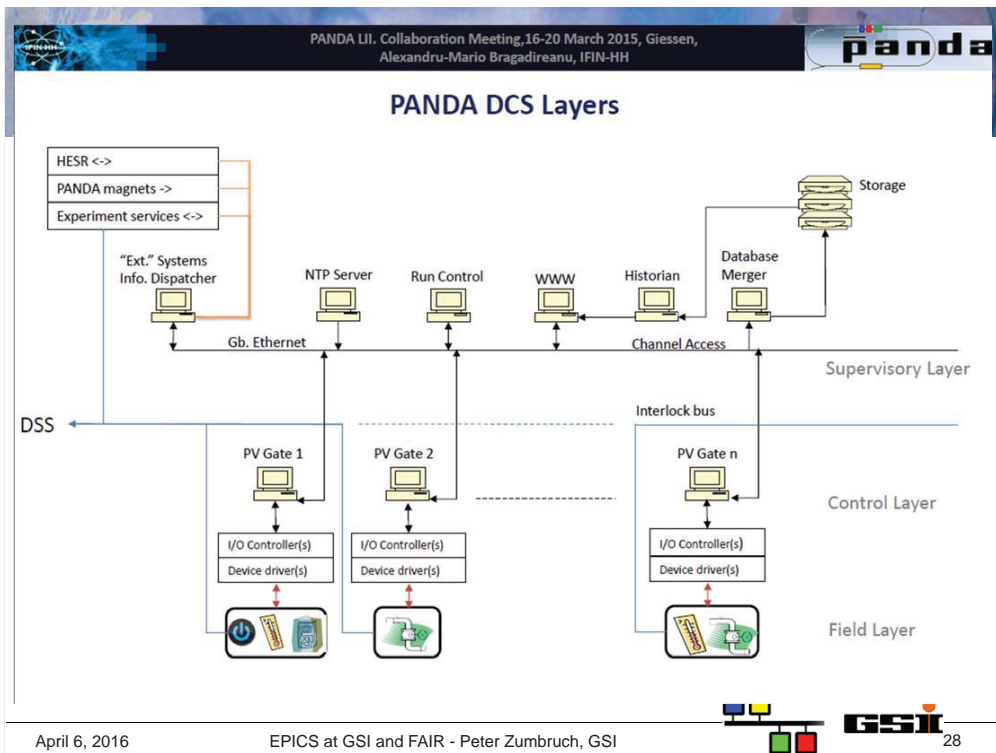 IFIN-HH
PANDA LII. Collaboration Meeting,16-20 March 2015, Giessen,
Alexandru-Mario Bragadireanu, IFIN-HH
panda
PANDA DCS Layers
HESR <->
PANDA magnets ->
Experiment services <->
Storage
"Ext." Systems
Info. Dispatcher
NTP Server
Run Control
WWW
Historian
Database
Merger
Gb. Ethernet
Channel Access
Supervisory Layer
DSS
Interlock bus
PV Gate 1
PV Gate 2
PV Gate n
Control Layer
I/O Controller(s)
Device driver(s)
I/O Controller(s)
Device driver(s)
I/O Controller(s)
Device driver(s)
Field Layer
GSI
April 6, 2016
EPICS at GSI and FAIR - Peter Zumbruch, GSI
28